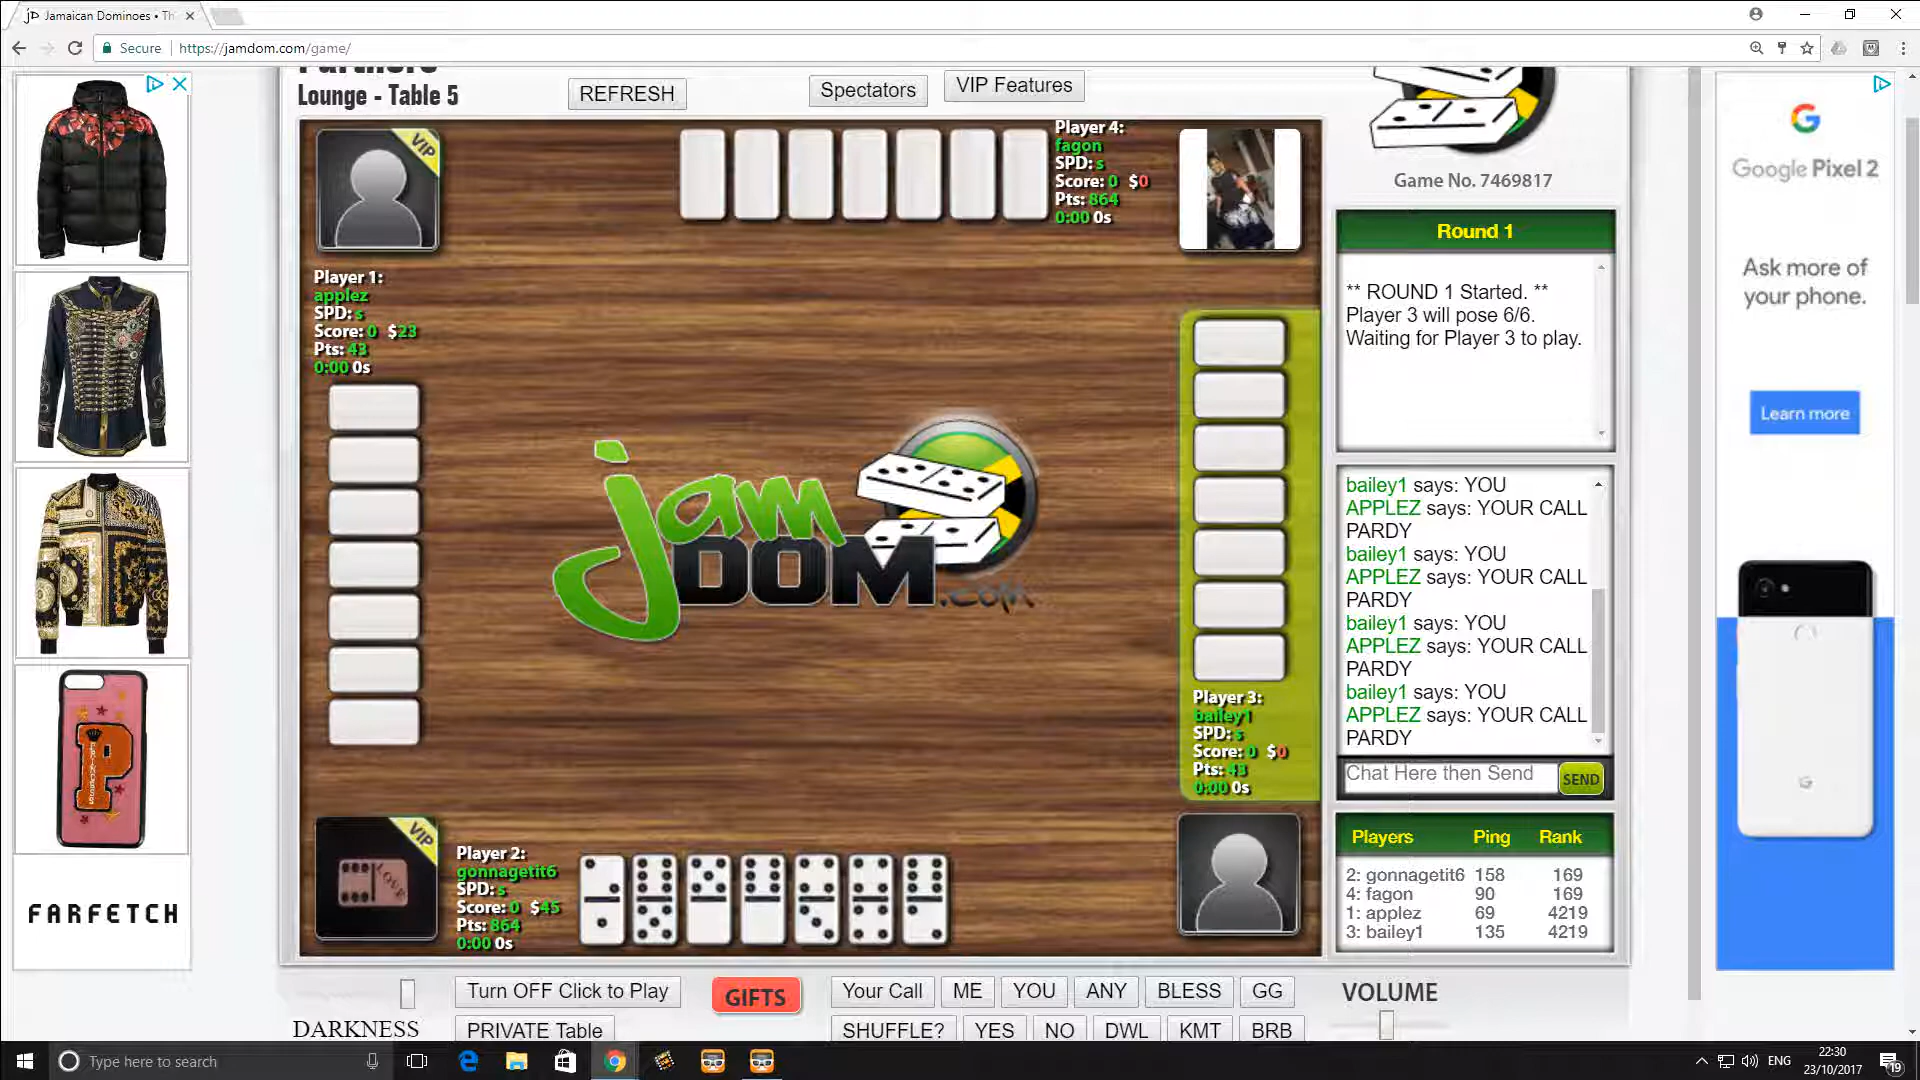 Jamaican Dominoes • Th
Secure
https://jamdom.com/game/
Lounge - Table 5
REFRESH
Spectators
VIP Features
Game No. 7469817
VIP
Player 4:
fagon
SPD: s
Score: 0 $0
Pts: 864
0:00 0s
Player 1:
applez
SPD: s
Score: 0 $23
Pts: 43
0:00 0s
Round 1
** ROUND 1 Started. **
Player 3 will pose 6/6.
Waiting for Player 3 to play.
jam
DOM.com
bailey1 says: YOU
APPLEZ says: YOUR CALL
PARDY
bailey1 says: YOU
APPLEZ says: YOUR CALL
PARDY
bailey1 says: YOU
APPLEZ says: YOUR CALL
PARDY
bailey1 says: YOU
APPLEZ says: YOUR CALL
PARDY
Chat Here then Send
SEND
Player 3:
bailey1
SPD: s
Score: 0 $0
Pts: 43
0:00 0s
VIP
LOVE
Player 2:
gonnagetit6
SPD: s
Score: 0 $45
Pts: 864
0:00 0s
Players Ping Rank
2: gonnagetit6 158 169
4: fagon 90 169
1: applez 69 4219
3: bailey1 135 4219
DARKNESS
Turn OFF Click to Play
PRIVATE Table
GIFTS
Your Call
ME
YOU
ANY
BLESS
GG
SHUFFLE?
YES
NO
DWL
KMT
BRB
VOLUME
P
FARFETCH
G
Google Pixel 2
Ask more of
your phone.
Learn more
G
Type here to search
ENG
22:30
23/10/2017
19